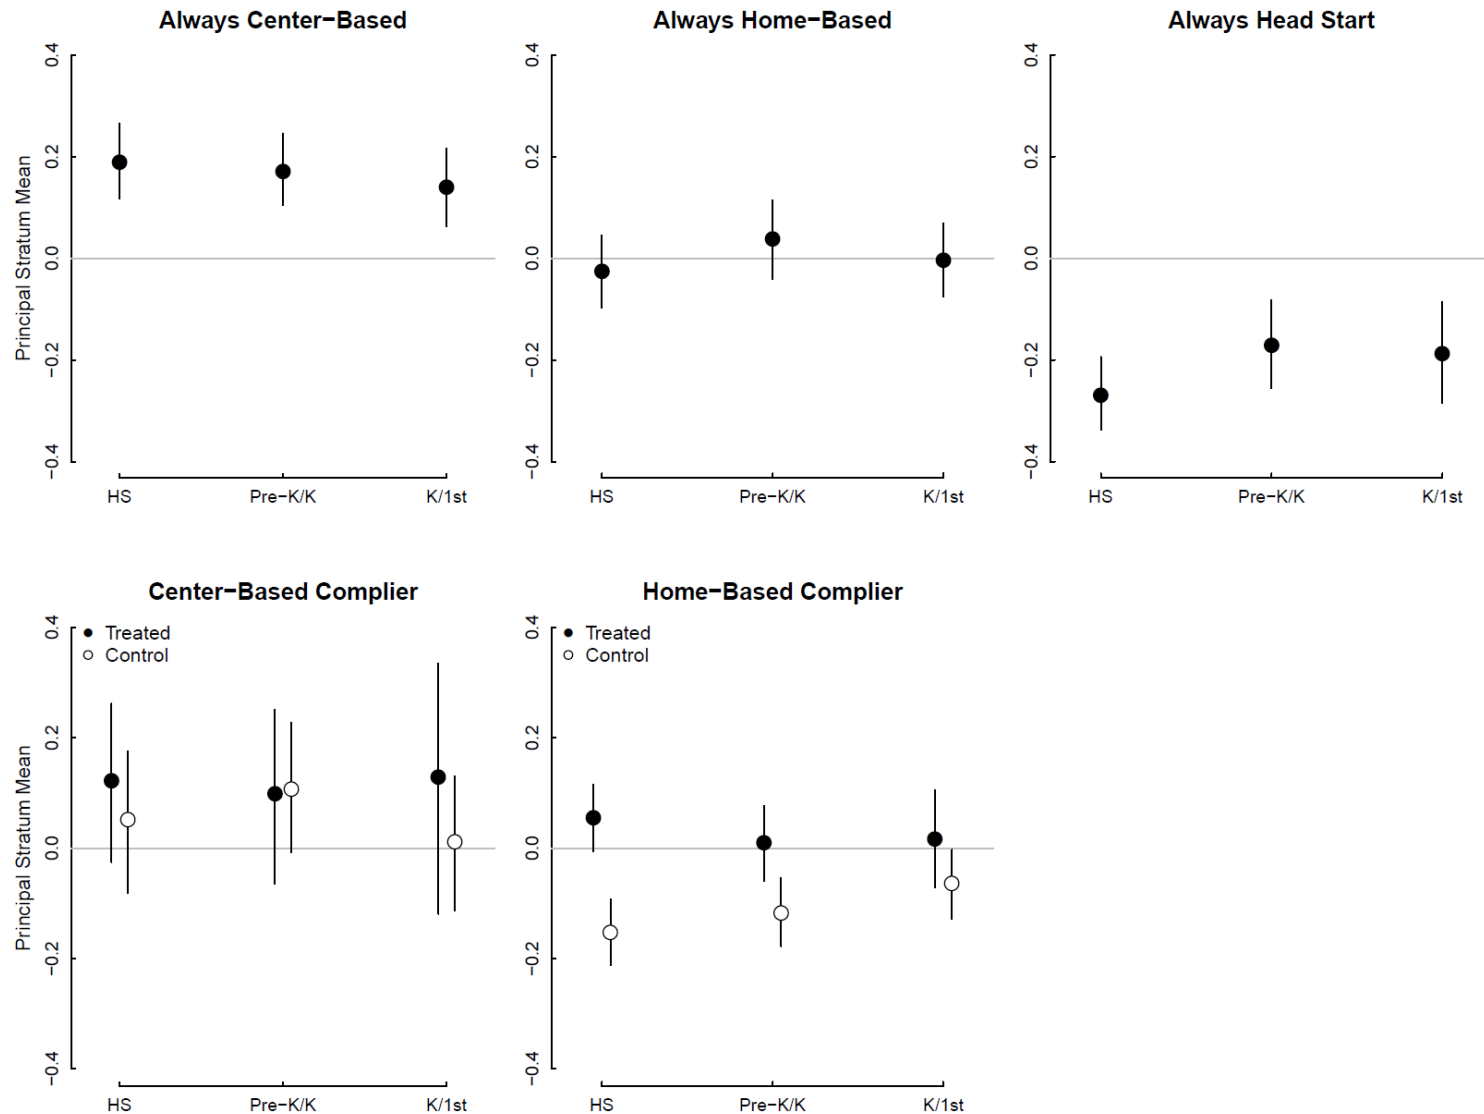 Always Center−Based
Principal Stratum Mean
0.4
0.2
0.0
−0.2
−0.4
HS Pre−K/K K/1st
Always Home−Based
0.4
0.2
0.0
−0.2
−0.4
HS Pre−K/K K/1st
Always Head Start
0.4
0.2
0.0
−0.2
−0.4
HS Pre−K/K K/1st
Center−Based Complier
Treated
Control
Principal Stratum Mean
0.4
0.2
0.0
−0.2
−0.4
HS Pre−K/K K/1st
Home−Based Complier
Treated
Control
0.4
0.2
0.0
−0.2
−0.4
HS Pre−K/K K/1st